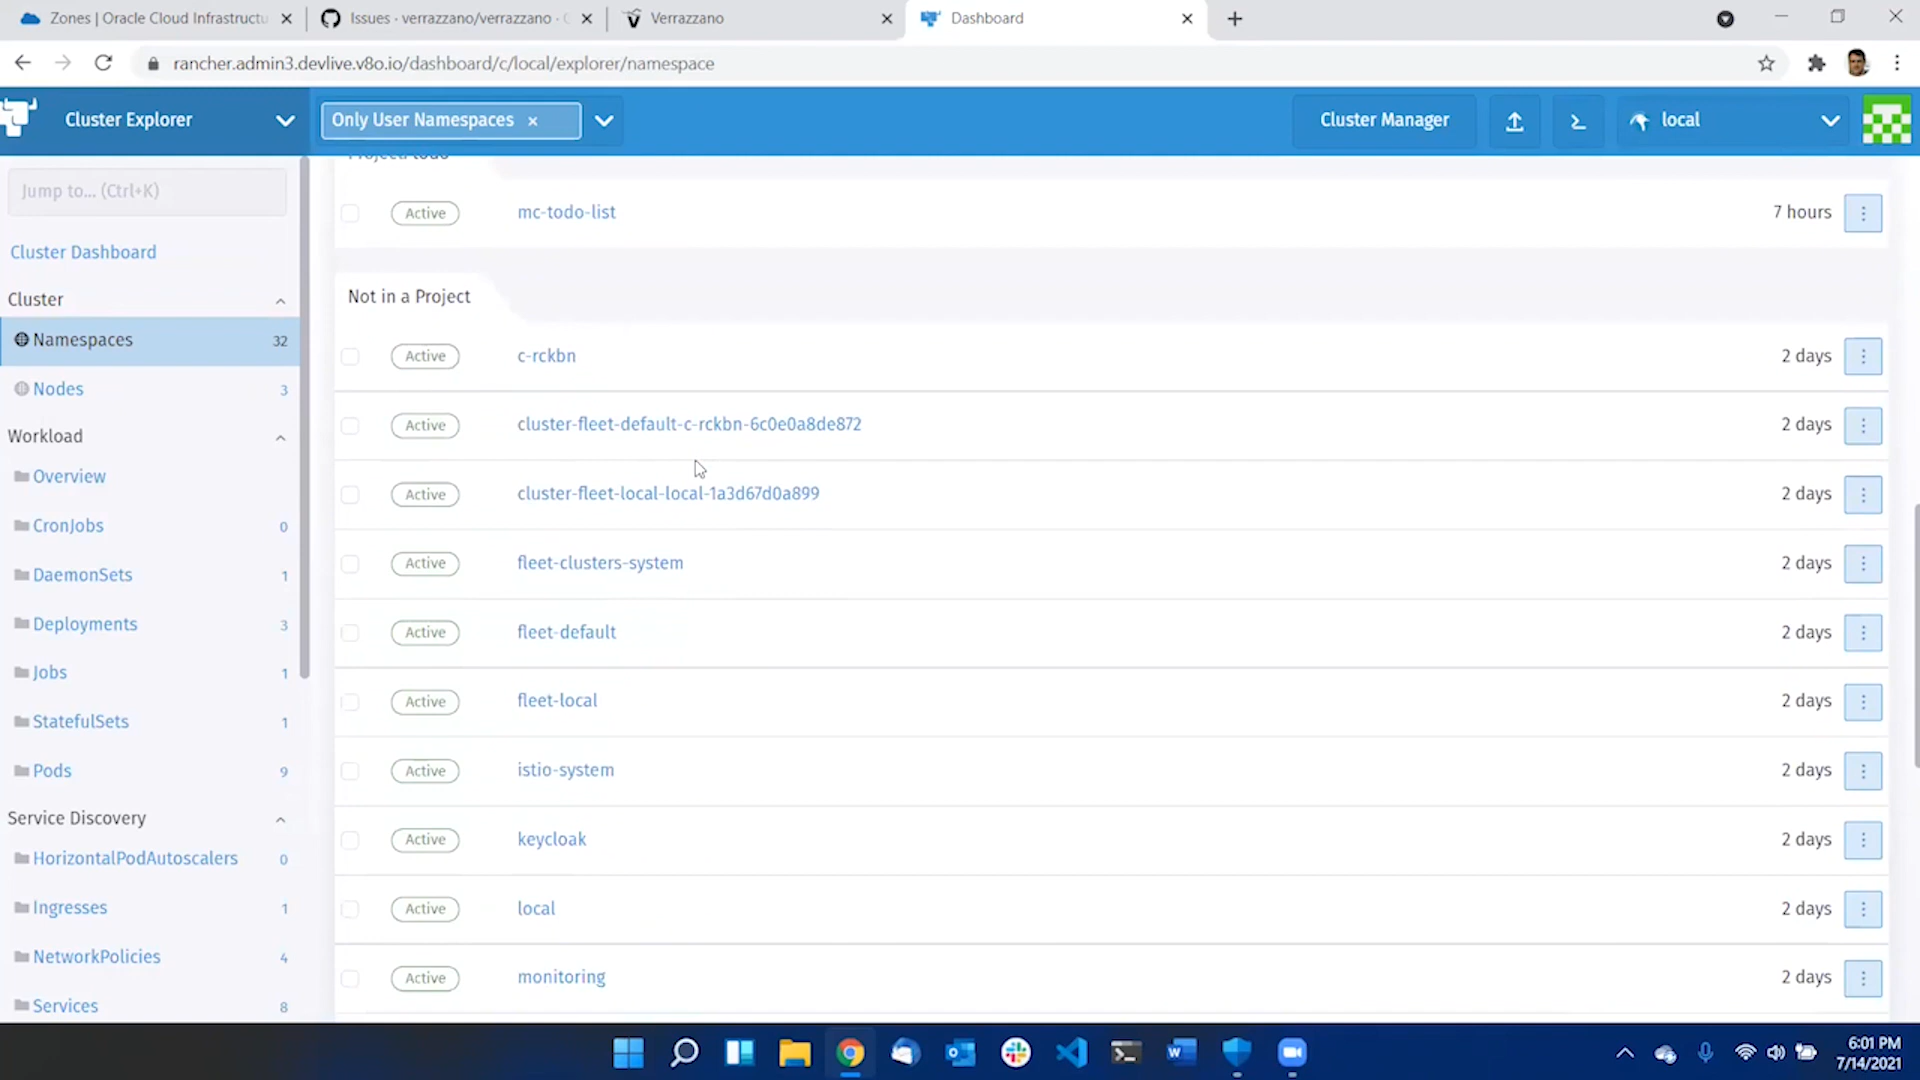 Zones | Oracle Cloud Infrastructu
Issues · verrazzano/verrazzano
Verrazzano
Dashboard
rancher.admin3.devlive.v8o.io/dashboard/c/local/explorer/namespace
Cluster Explorer
Only User Namespaces ×
Cluster Manager
local
Jump to... (Ctrl+K)
Cluster Dashboard
Cluster
Namespaces 32
Nodes 3
Workload
Overview
CronJobs 0
DaemonSets 1
Deployments 3
Jobs 1
StatefulSets 1
Pods 9
Service Discovery
HorizontalPodAutoscalers 0
Ingresses 1
NetworkPolicies 4
Services 8
Project: todo
Active mc-todo-list 7 hours
Not in a Project
Active c-rckbn 2 days
Active cluster-fleet-default-c-rckbn-6c0e0a8de872 2 days
Active cluster-fleet-local-local-1a3d67d0a899 2 days
Active fleet-clusters-system 2 days
Active fleet-default 2 days
Active fleet-local 2 days
Active istio-system 2 days
Active keycloak 2 days
Active local 2 days
Active monitoring 2 days
6:01 PM
7/14/2021